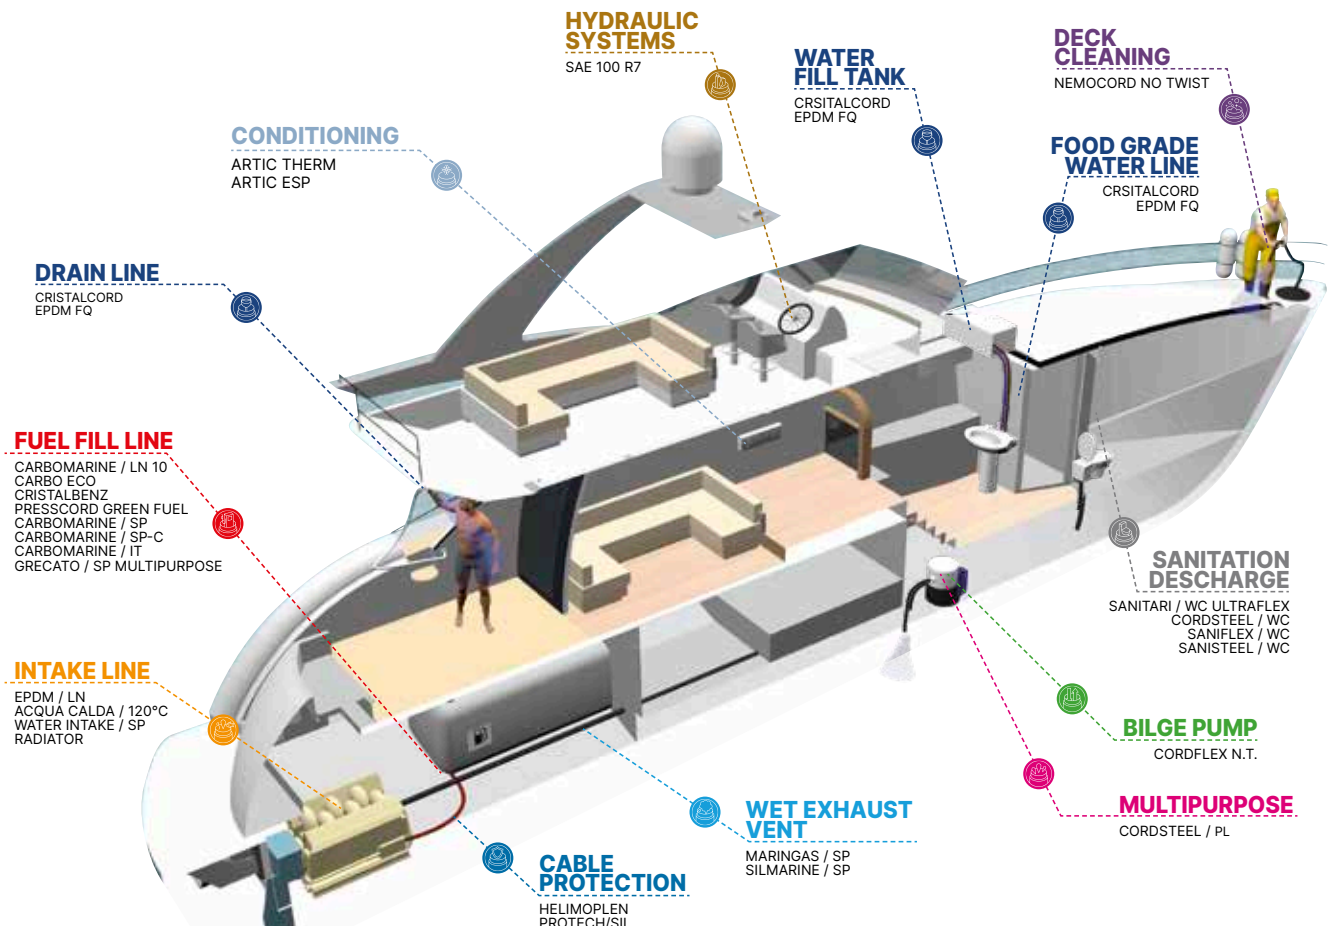 HYDRAULIC
SYSTEMS
SAE 100 R7
WATER
FILL TANK
CRSITALCORD
EPDM FQ
DECK
CLEANING
NEMOCORD NO TWIST
CONDITIONING
ARTIC THERM
ARTIC ESP
FOOD GRADE
WATER LINE
CRSITALCORD
EPDM FQ
DRAIN LINE
CRISTALCORD
EPDM FQ
FUEL FILL LINE
CARBOMARINE / LN 10
CARBO ECO
CRISTALBENZ
PRESSCORD GREEN FUEL
CARBOMARINE / SP
CARBOMARINE / SP-C
CARBOMARINE / IT
GRECATO / SP MULTIPURPOSE
SANITATION
DESCHARGE
SANITARI / WC ULTRAFLEX
CORDSTEEL / WC
SANIFLEX / WC
SANISTEEL / WC
INTAKE LINE
EPDM / LN
ACQUA CALDA / 120°C
WATER INTAKE / SP
RADIATOR
BILGE PUMP
CORDFLEX N.T.
MULTIPURPOSE
CORDSTEEL / PL
WET EXHAUST
VENT
MARINGAS / SP
SILMARINE / SP
CABLE
PROTECTION
HELIMOPLEN
PROTECH/SIL